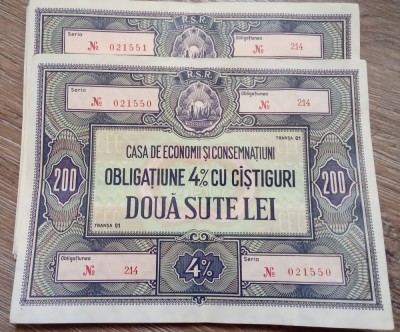 R.S.R.
Seria Obligațiunea
№ 021551 № 214
R.S.R.
Seria Obligațiunea
№ 021550 № 214
TRANȘA 01
CASA DE ECONOMII ȘI CONSEMNAȚIUNI
200 OBLIGAȚIUNE 4% CU CÎȘTIGURI 200
DOUĂ SUTE LEI
TRANȘA 01
Obligațiunea Seria
№ 214 4% № 021550